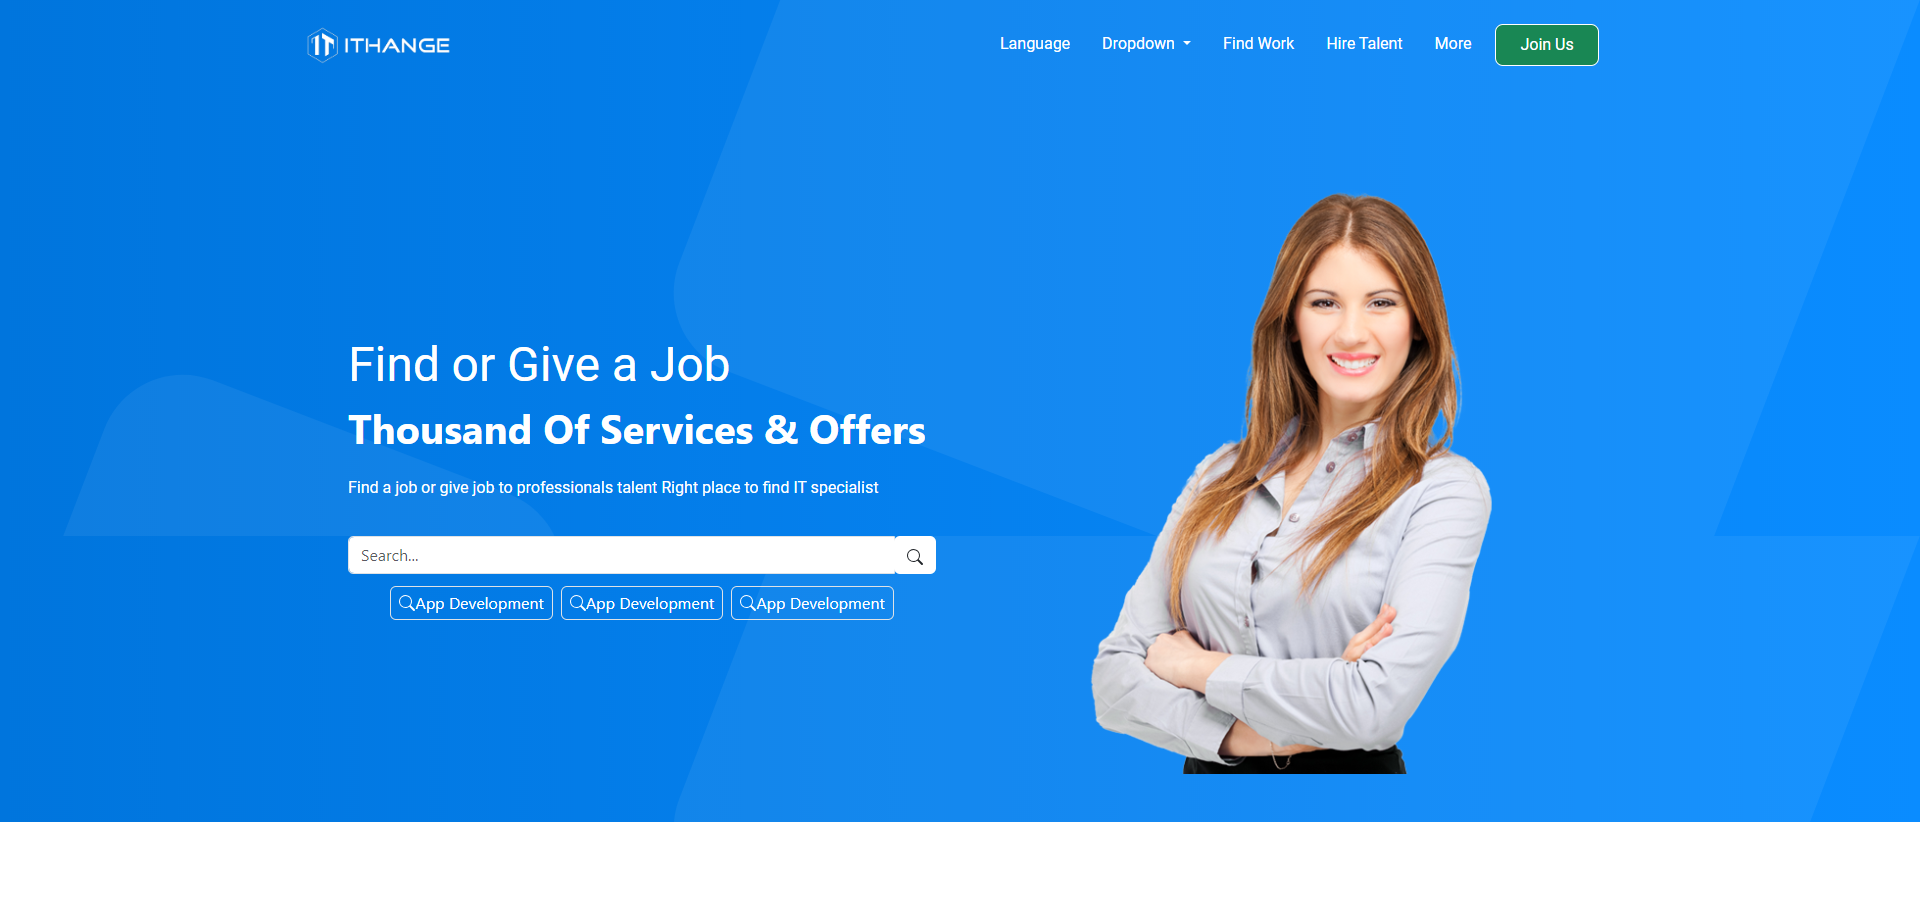 ITHANGE
Language Dropdown Find Work Hire Talent More Join Us
Find or Give a Job
Thousand Of Services & Offers
Find a job or give job to professionals talent Right place to find IT specialist
Search...
App Development App Development App Development